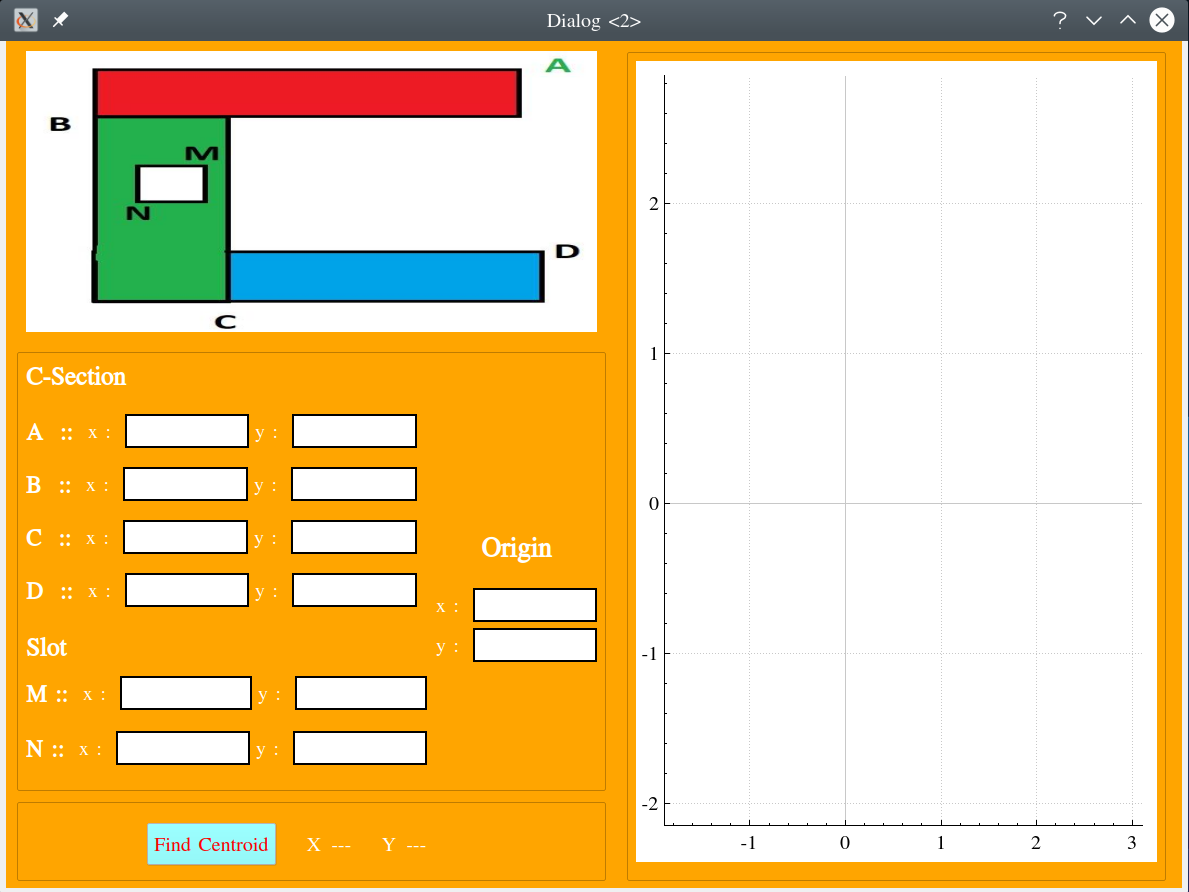 Dialog <2>
A
B
M
N
D
C
C-Section
A :: x : y :
B :: x : y :
C :: x : y :
D :: x : y :
Origin
x :
y :
Slot
M :: x : y :
N :: x : y :
Find Centroid X --- Y ---
2
1
0
-1
-2
-1 0 1 2 3